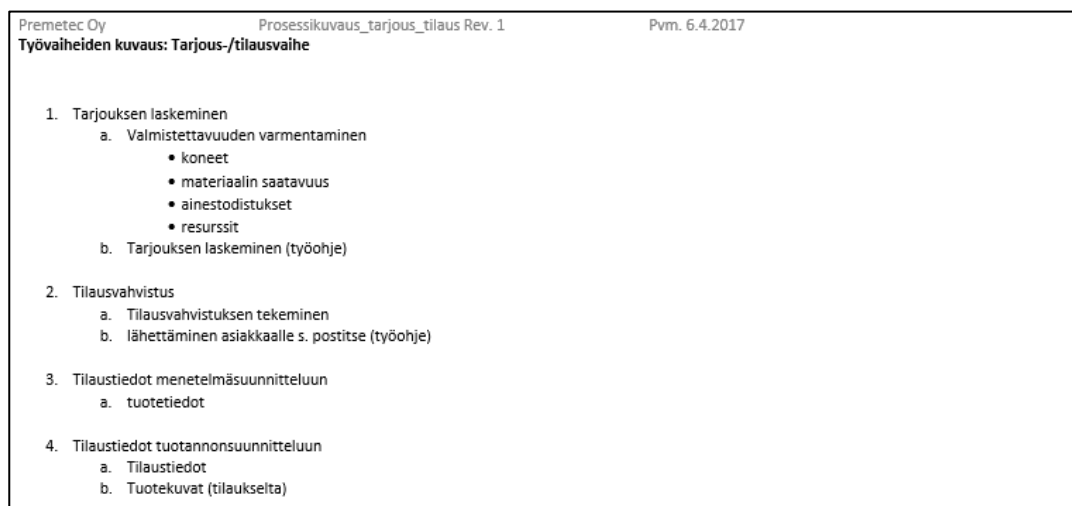 Premetec Oy Prosessikuvaus_tarjous_tilaus Rev. 1 Pvm. 6.4.2017
Työvaiheiden kuvaus: Tarjous-/tilausvaihe
1. Tarjouksen laskeminen
a. Valmistettavuuden varmentaminen
• koneet
• materiaalin saatavuus
• ainestodistukset
• resurssit
b. Tarjouksen laskeminen (työohje)
2. Tilausvahvistus
a. Tilausvahvistuksen tekeminen
b. lähettäminen asiakkaalle s. postitse (työohje)
3. Tilaustiedot menetelmäsuunnitteluun
a. tuotetiedot
4. Tilaustiedot tuotannonsuunnitteluun
a. Tilaustiedot
b. Tuotekuvat (tilaukselta)